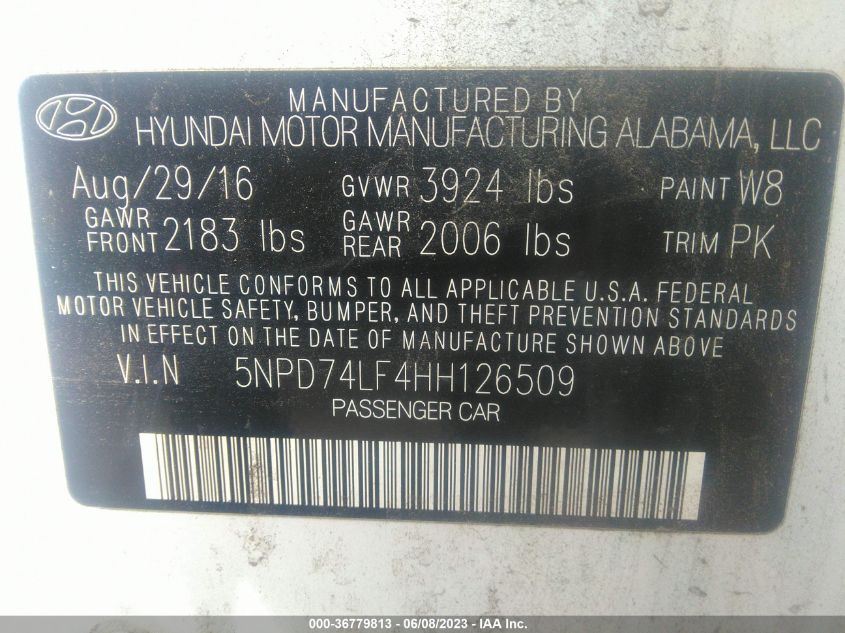 MANUFACTURED BY
HYUNDAI MOTOR MANUFACTURING ALABAMA, LLC
Aug/29/16 GVWR 3924 lbs PAINT W8
GAWR FRONT 2183 lbs GAWR REAR 2006 lbs TRIM PK
THIS VEHICLE CONFORMS TO ALL APPLICABLE U.S.A. FEDERAL
MOTOR VEHICLE SAFETY, BUMPER, AND THEFT PREVENTION STANDARDS
IN EFFECT ON THE DATE OF MANUFACTURE SHOWN ABOVE
V.I.N 5NPD74LF4HH126509
PASSENGER CAR
000-36779813 - 06/08/2023 - www.iaai.com